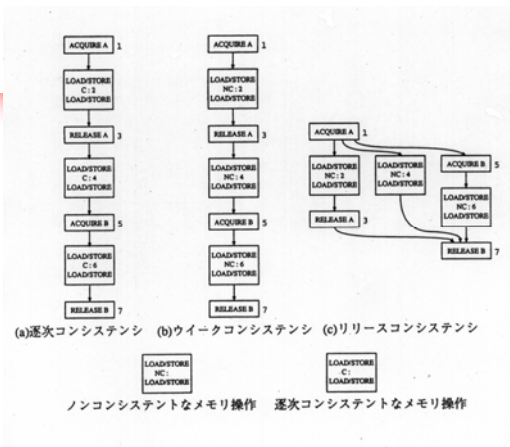 ACQUIRE A 1
LOAD/STORE
C : 2
LOAD/STORE
RELEASE A 3
LOAD/STORE
C : 4
LOAD/STORE
ACQUIRE B 5
LOAD/STORE
C : 6
LOAD/STORE
RELEASE B 7
(a)逐次コンシステンシ
ACQUIRE A 1
LOAD/STORE
NC : 2
LOAD/STORE
RELEASE A 3
LOAD/STORE
NC : 4
LOAD/STORE
ACQUIRE B 5
LOAD/STORE
NC : 6
LOAD/STORE
RELEASE B 7
(b)ウイークコンシステンシ
ACQUIRE A 1
LOAD/STORE
NC : 2
LOAD/STORE
RELEASE A 3
LOAD/STORE
NC : 4
LOAD/STORE
ACQUIRE B 5
LOAD/STORE
NC : 6
LOAD/STORE
RELEASE B 7
(c)リリースコンシステンシ
LOAD/STORE
NC :
LOAD/STORE
ノンコンシステントなメモリ操作
LOAD/STORE
C :
LOAD/STORE
逐次コンシステントなメモリ操作